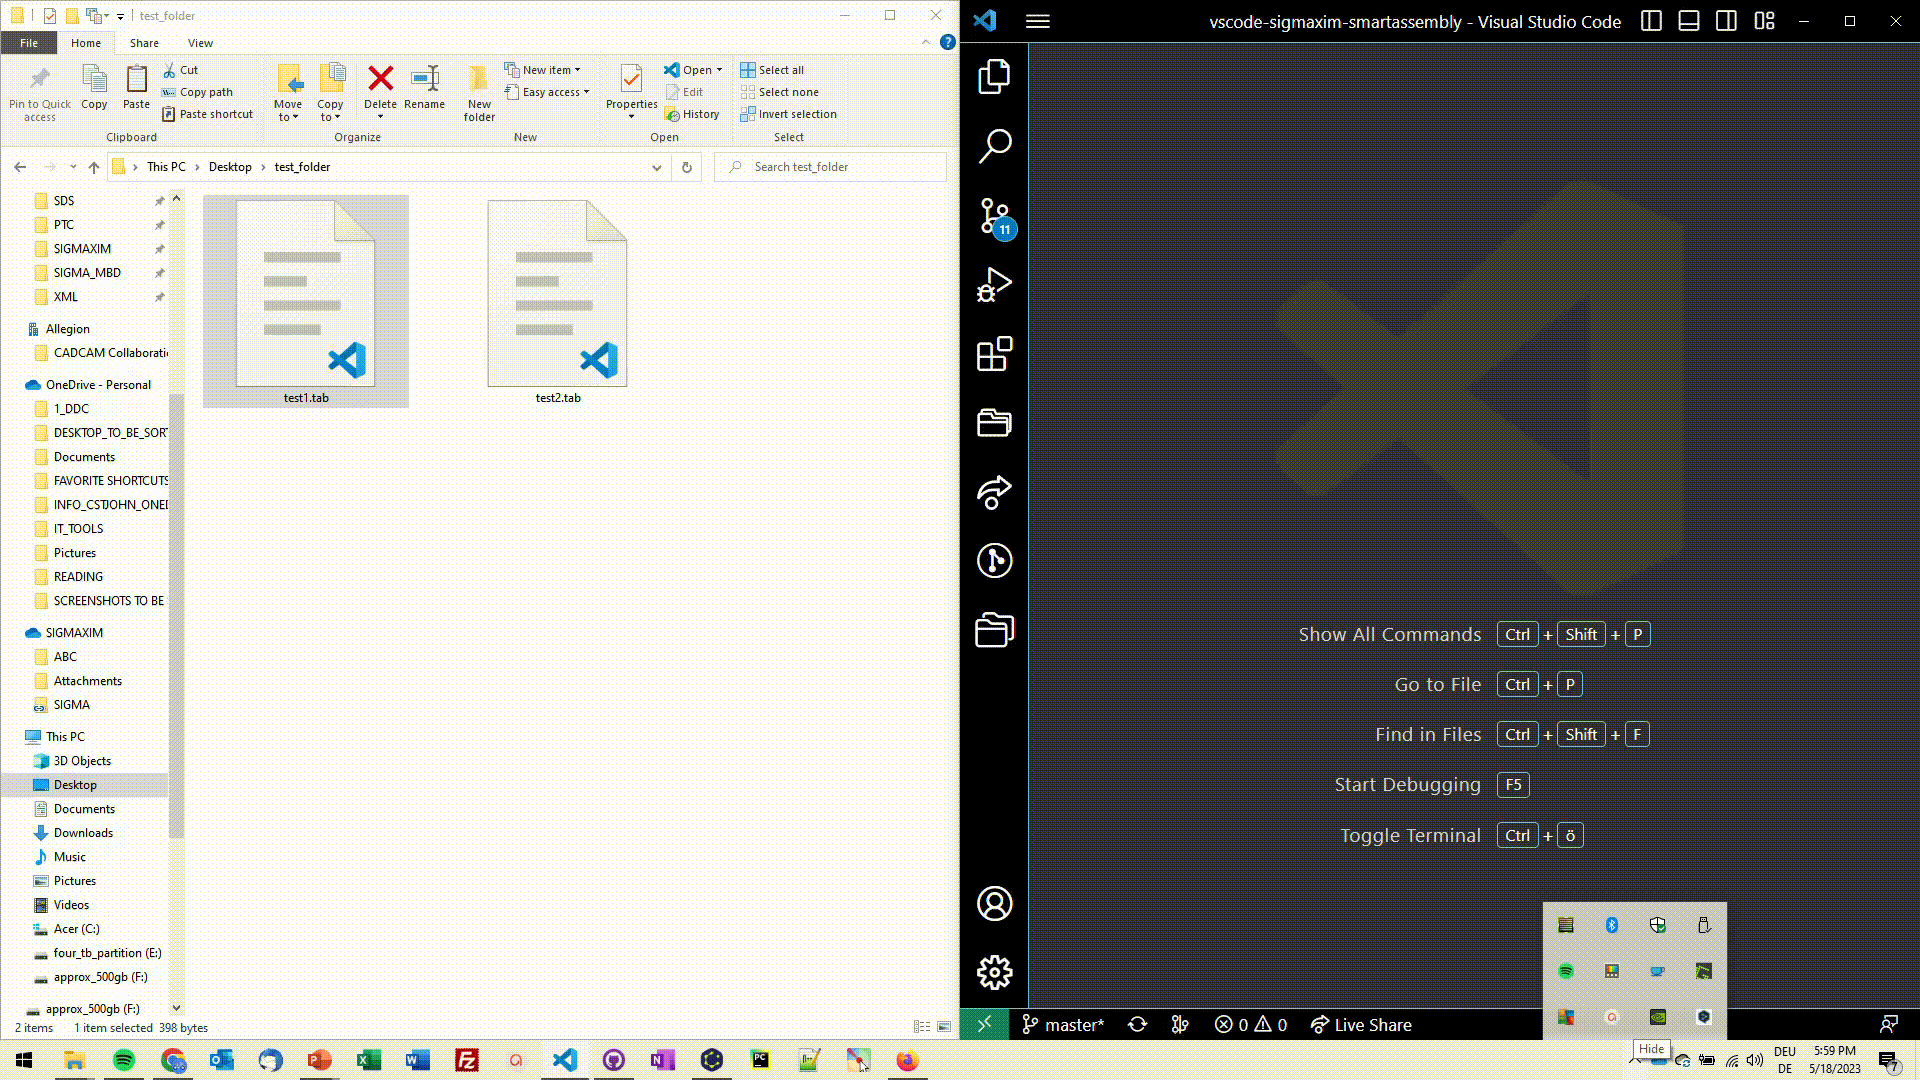 test_folder
File
Home
Share
View
Pin to Quick access
Copy
Paste
Cut
Copy path
Paste shortcut
Clipboard
Move to
Copy to
Delete
Rename
Organize
New folder
New item
Easy access
New
Properties
Open
Edit
History
Open
Select all
Select none
Invert selection
Select
This PC
Desktop
test_folder
Search test_folder
SDS
PTC
SIGMAXIM
SIGMA_MBD
XML
Allegion
CADCAM Collaborati
OneDrive - Personal
1_DDC
DESKTOP_TO_BE_SOR
Documents
FAVORITE SHORTCUTS
INFO_CSTJOHN_ONE
IT_TOOLS
Pictures
READING
SCREENSHOTS TO BE
SIGMAXIM
ABC
Attachments
SIGMA
This PC
3D Objects
Desktop
Documents
Downloads
Music
Pictures
Videos
Acer (C:)
four_tb_partition (E:)
approx_500gb (F:)
approx_500gb (F:)
test1.tab
test2.tab
2 items
1 item selected 398 bytes
vscode-sigmaxim-smartassembly - Visual Studio Code
11
Show All Commands Ctrl + Shift + P
Go to File Ctrl + P
Find in Files Ctrl + Shift + F
Start Debugging F5
Toggle Terminal Ctrl + ö
master*
0
0
Live Share
Hide
DEU
DE
5:59 PM
5/18/2023
7